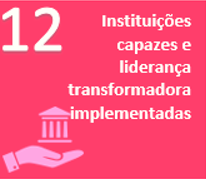 12
Instituições
capazes e
liderança
transformadora
implementadas